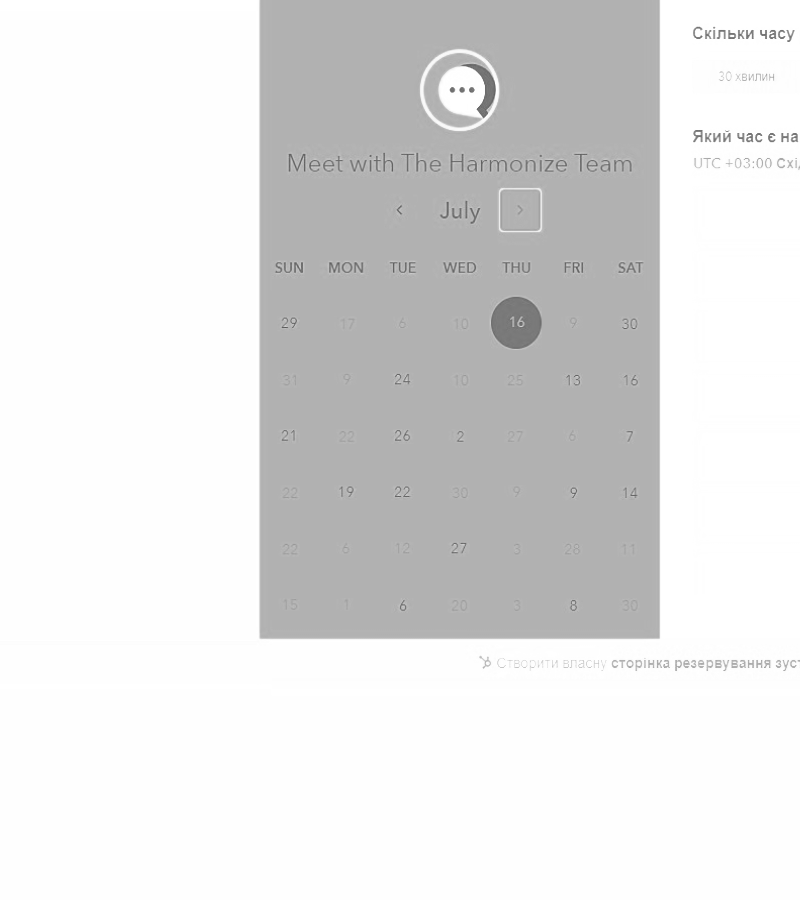 Скільки часу
30 хвилин
Який час є на
UTC +03:00 Схі
Meet with The Harmonize Team
July
SUN MON TUE WED THU FRI SAT
29 17 6 10 16 9 30
31 9 24 10 25 13 16
21 22 26 2 27 6 7
22 19 22 30 9 9 14
22 6 12 27 3 28 11
15 1 6 20 3 8 30
Створити власну сторінка резервування зуст